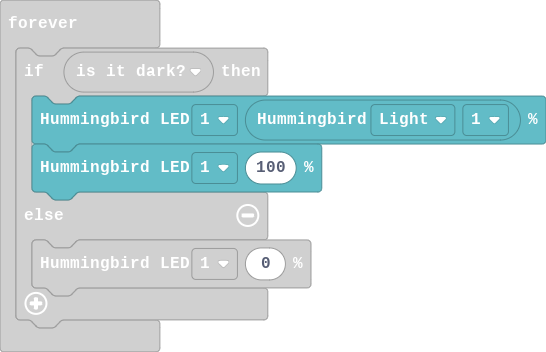 forever
if is it dark? then
Hummingbird LED 1 Hummingbird Light 1 %
Hummingbird LED 1 100 %
else
Hummingbird LED 1 0 %